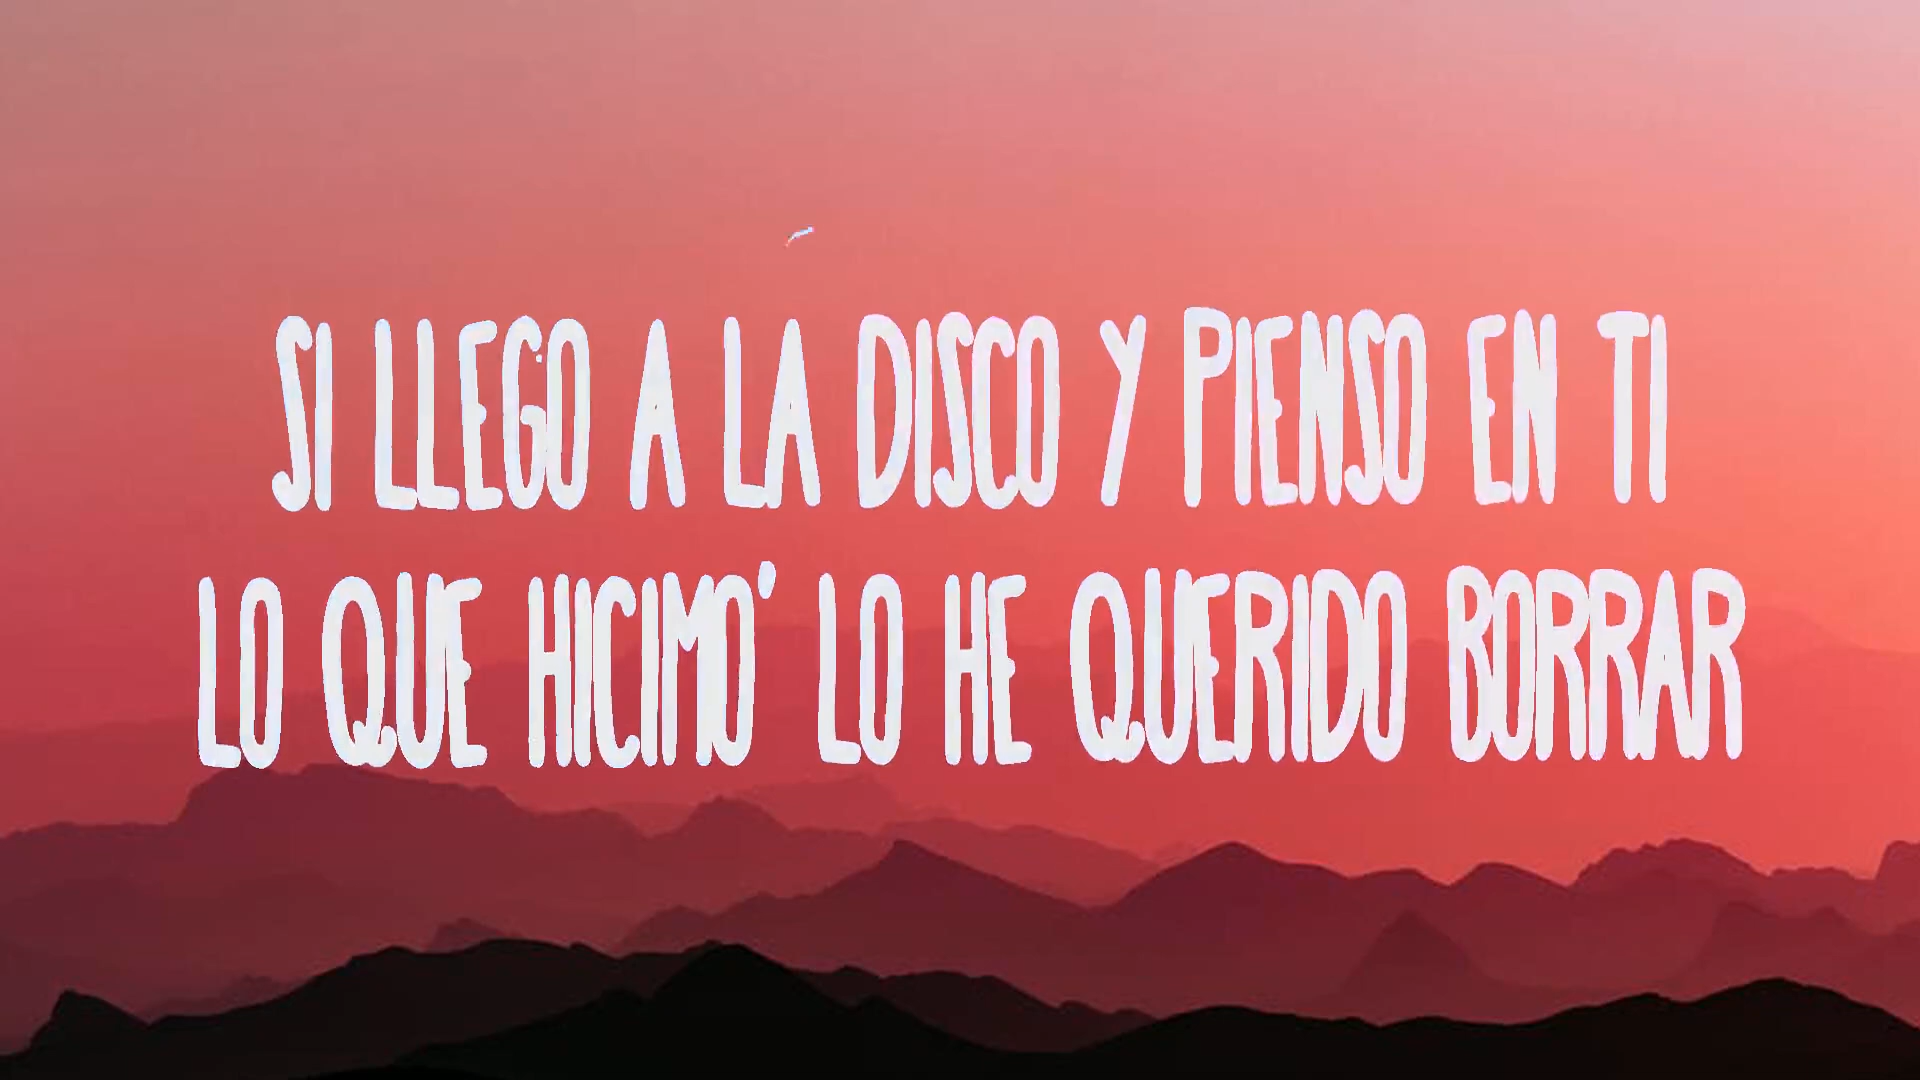 SI LLEGO A LA DISCO Y PIENSO EN TI
LO QUE HICIMO' LO HE QUERIDO BORRAR